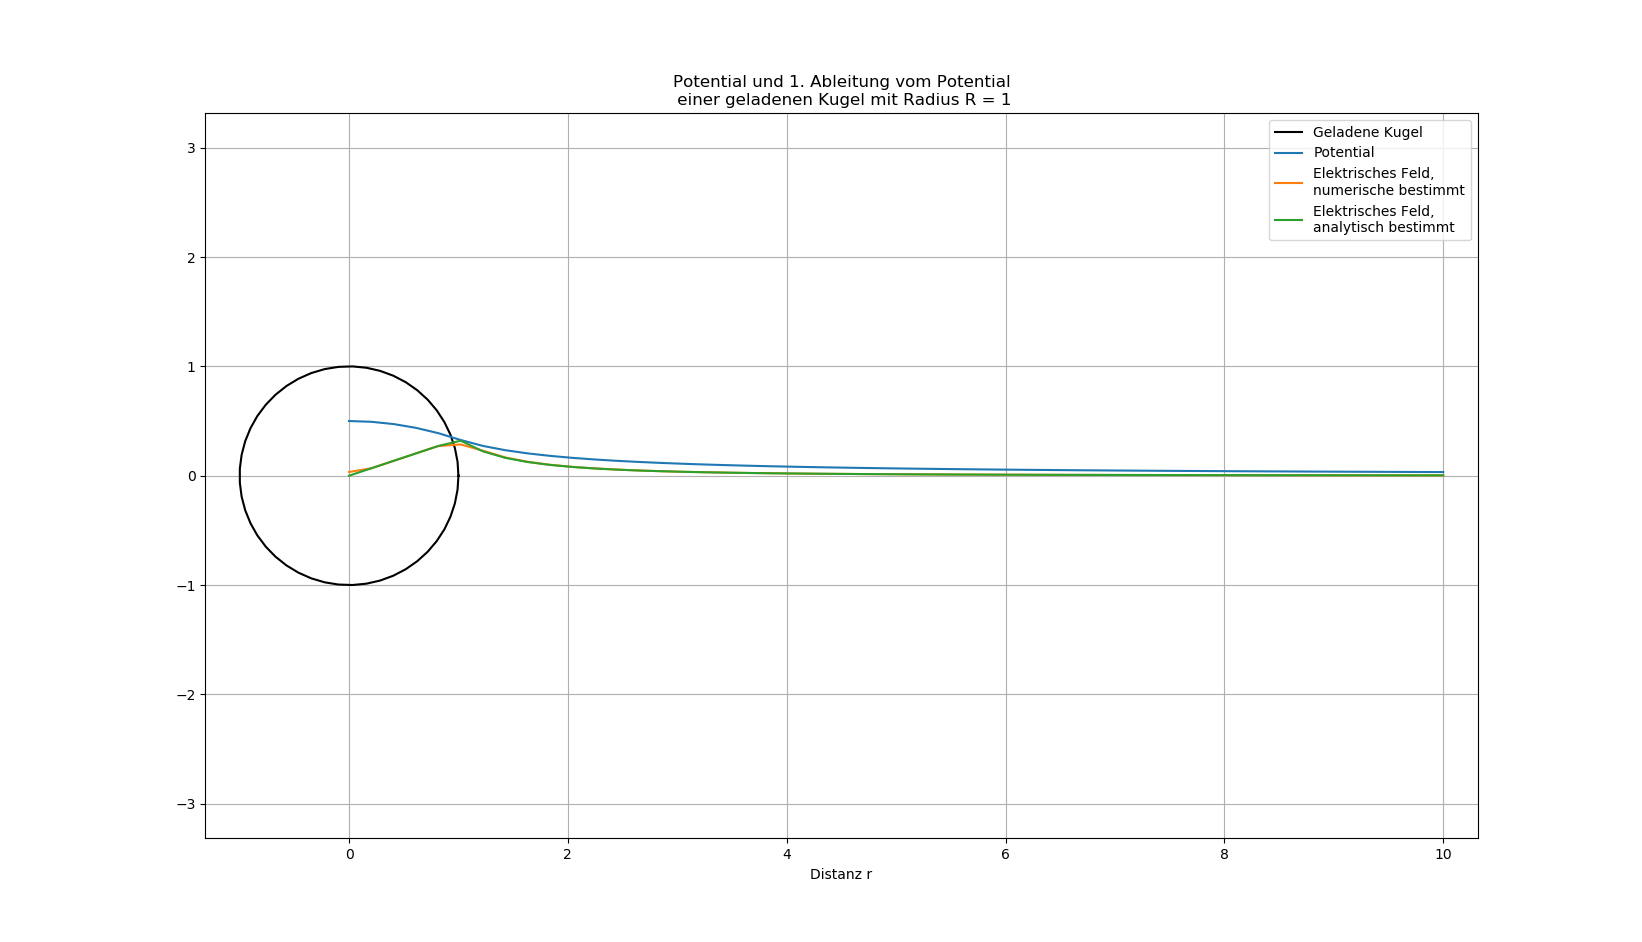 Potential und 1. Ableitung vom Potential
einer geladenen Kugel mit Radius R = 1
Geladene Kugel
Potential
Elektrisches Feld,
numerische bestimmt
Elektrisches Feld,
analytisch bestimmt
3
2
1
0
−1
−2
−3
0 2 4 6 8 10
Distanz r